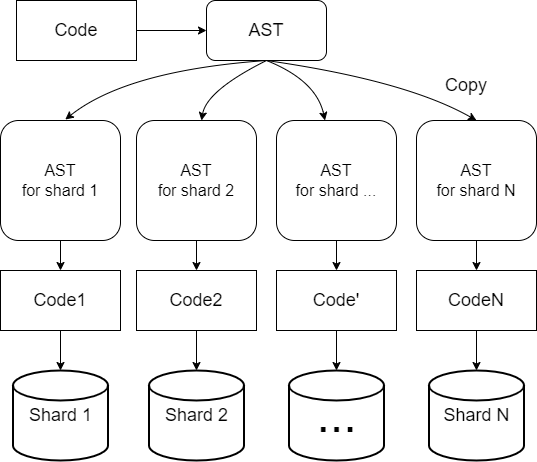 Code
AST
Copy
AST
for shard 1
AST
for shard 2
AST
for shard ...
AST
for shard N
Code1
Code2
Code'
CodeN
Shard 1
Shard 2
...
Shard N